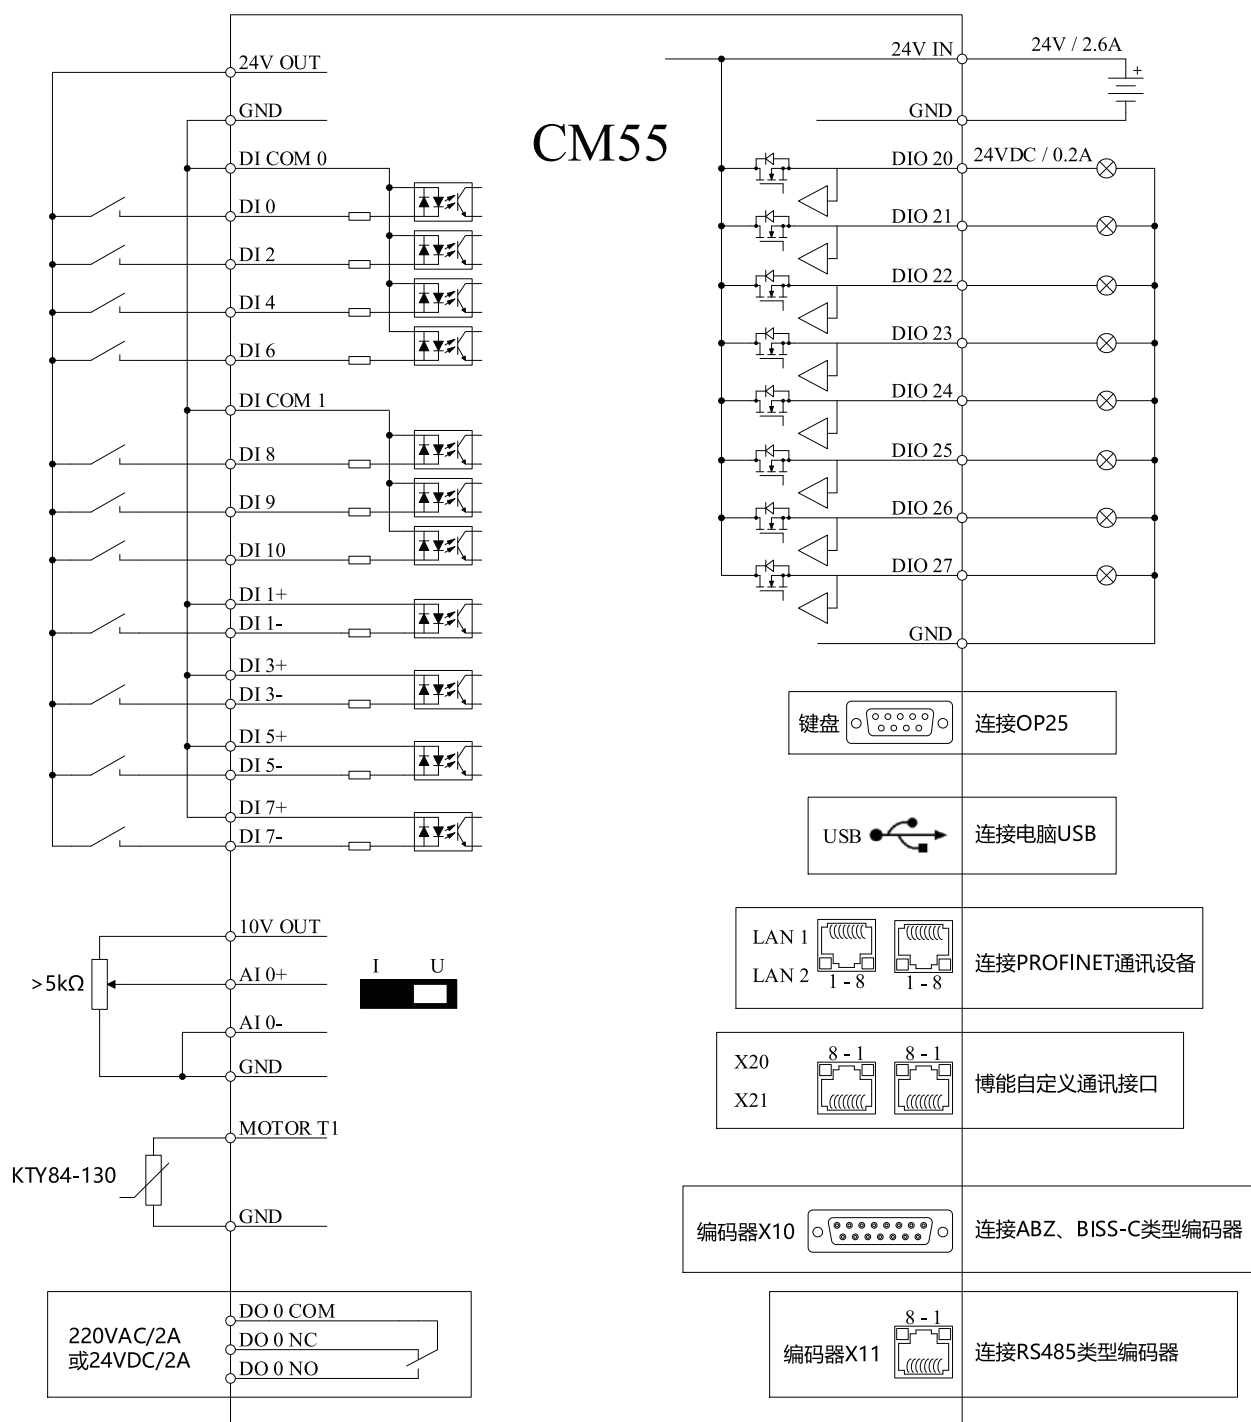 24V OUT
GND
DI COM 0
DI 0
DI 2
DI 4
DI 6
DI COM 1
DI 8
DI 9
DI 10
DI 1+
DI 1-
DI 3+
DI 3-
DI 5+
DI 5-
DI 7+
DI 7-
10V OUT
>5kΩ
AI 0+
AI 0-
GND
I U
MOTOR T1
KTY84-130
GND
220VAC/2A
或24VDC/2A
DO 0 COM
DO 0 NC
DO 0 NO
CM55
24V IN
24V / 2.6A
+
GND
DIO 20
24VDC / 0.2A
DIO 21
DIO 22
DIO 23
DIO 24
DIO 25
DIO 26
DIO 27
GND
键盘 连接OP25
USB 连接电脑USB
LAN 1
LAN 2
1 - 8 1 - 8
连接PROFINET通讯设备
X20
X21
8 - 1 8 - 1
博能自定义通讯接口
编码器X10 连接ABZ、BISS-C类型编码器
8 - 1
编码器X11 连接RS485类型编码器